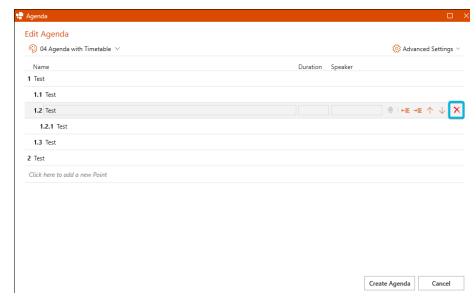 Agenda
Edit Agenda
04 Agenda with Timetable
Advanced Settings
Name Duration Speaker
1 Test
1.1 Test
1.2 Test
1.2.1 Test
1.3 Test
2 Test
Click here to add a new Point
Create Agenda Cancel